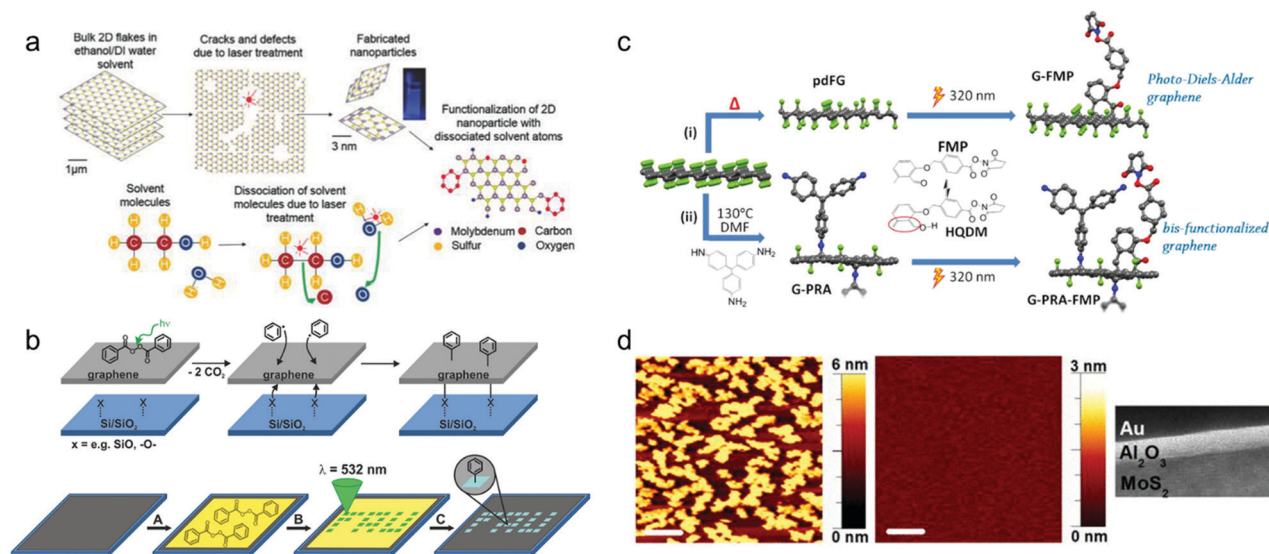 a
Bulk 2D flakes in
ethanol/DI water
solvent
1μm
Cracks and defects
due to laser treatment
Fabricated
nanoparticles
3 nm
Functionalization of 2D
nanoparticle with
dissociated solvent
atoms
Solvent
molecules
H H
H C C O H
H H
Dissociation of solvent
molecules due to laser
treatment
Molybdenum
Carbon
Sulfur
Oxygen
b
hν
graphene
- 2 CO2
graphene
graphene
X X
Si/SiO2
X X
Si/SiO2
X X
Si/SiO2
x = e.g. SiO, -O-
λ = 532 nm
A
B
C
c
pdFG
G-FMP
Photo-Diels-Alder
graphene
Δ
320 nm
(i)
FMP
(ii)
130°C
DMF
HQDM
bis-functionalized
graphene
HN
NH2
NH2
G-PRA
320 nm
G-PRA-FMP
d
6 nm
0 nm
3 nm
0 nm
Au
Al2O3
MoS2